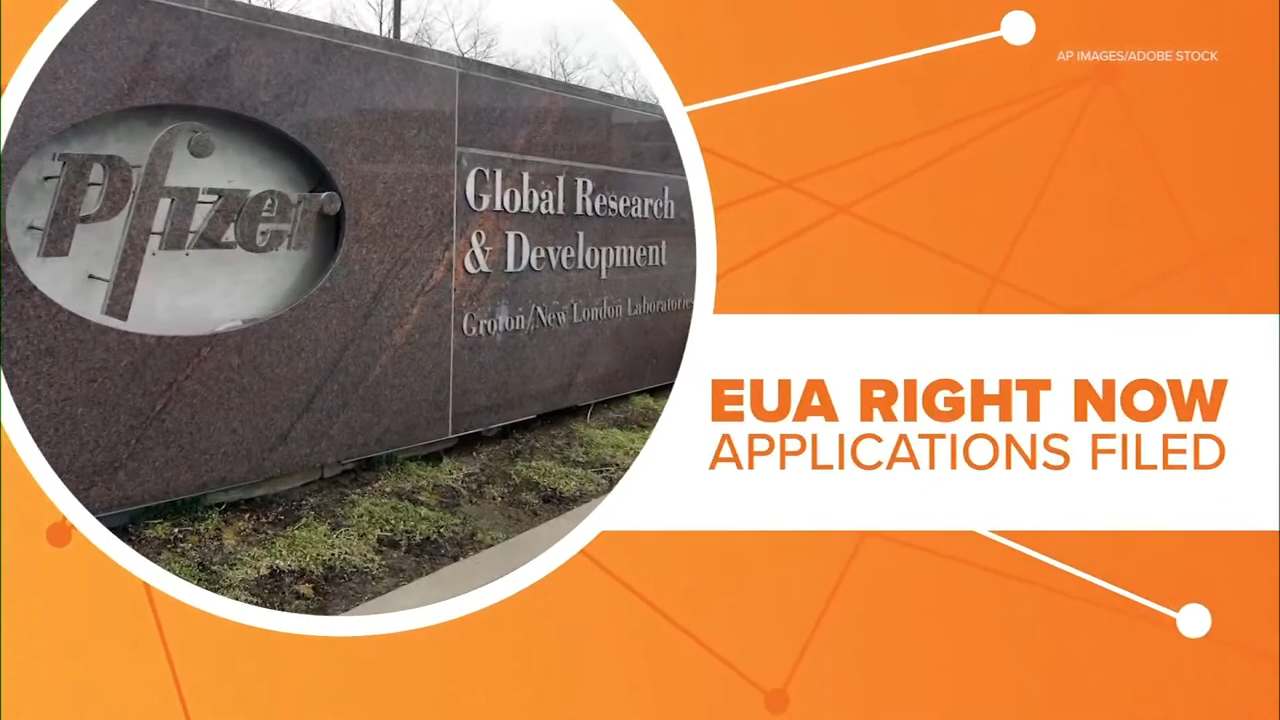 AP IMAGES/ADOBE STOCK
Pfizer
Global Research
& Development
Groton/New London Laboratories
EUA RIGHT NOW
APPLICATIONS FILED